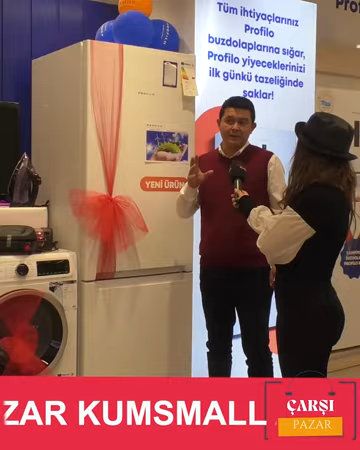 Tüm ihtiyaçlarınız
Profilo
buzdolaplarına sığar,
Profilo yiyeceklerinizi
ilk günkü tazeliğinde
saklar!
YENİ ÜRÜN
ZAR KUMSMALL
ÇARŞI
PAZAR